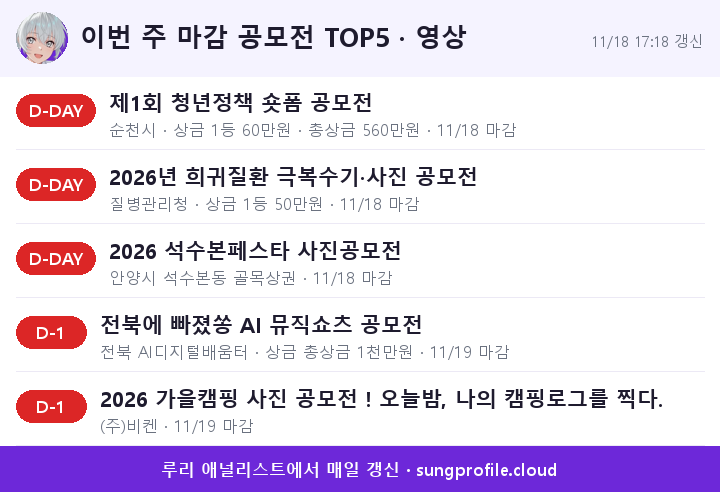 이번 주 마감 공모전 TOP5 · 영상
11/18 17:18 갱신
D-DAY
제1회 청년정책 숏폼 공모전
순천시 · 상금 1등 60만원 · 총상금 560만원 · 11/18 마감
D-DAY
2026년 희귀질환 극복수기·사진 공모전
질병관리청 · 상금 1등 50만원 · 11/18 마감
D-DAY
2026 석수본페스타 사진공모전
안양시 석수본동 골목상권 · 11/18 마감
D-1
전북에 빠졌쏭 AI 뮤직쇼츠 공모전
전북 AI디지털배움터 · 상금 총상금 1천만원 · 11/19 마감
D-1
2026 가을캠핑 사진 공모전 ! 오늘밤, 나의 캠핑로그를 찍다.
(주)비켄 · 11/19 마감
루리 애널리스트에서 매일 갱신 · sungprofile.cloud